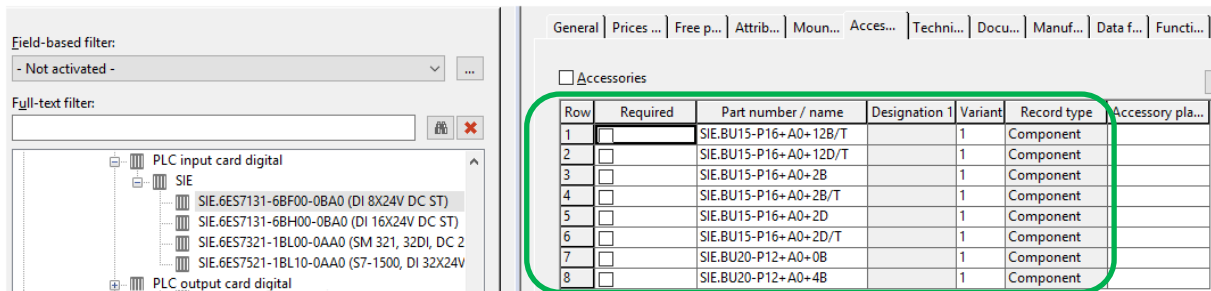 Field-based filter:
- Not activated -
...
Full-text filter:
PLC input card digital
SIE
SIE.6ES7131-6BF00-0BA0 (DI 8X24V DC ST)
SIE.6ES7131-6BH00-0BA0 (DI 16X24V DC ST)
SIE.6ES7321-1BL00-0AA0 (SM 321, 32DI, DC 2
SIE.6ES7521-1BL10-0AA0 (S7-1500, DI 32X24V
PLC output card digital
General Prices ... Free p... Attrib... Moun... Acces... Techni... Docu... Manuf... Data f... Functi...
Accessories
Row Required Part number / name Designation 1 Variant Record type Accessory pla...
1 SIE.BU15-P16+A0+12B/T 1 Component
2 SIE.BU15-P16+A0+12D/T 1 Component
3 SIE.BU15-P16+A0+2B 1 Component
4 SIE.BU15-P16+A0+2B/T 1 Component
5 SIE.BU15-P16+A0+2D 1 Component
6 SIE.BU15-P16+A0+2D/T 1 Component
7 SIE.BU20-P12+A0+0B 1 Component
8 SIE.BU20-P12+A0+4B 1 Component